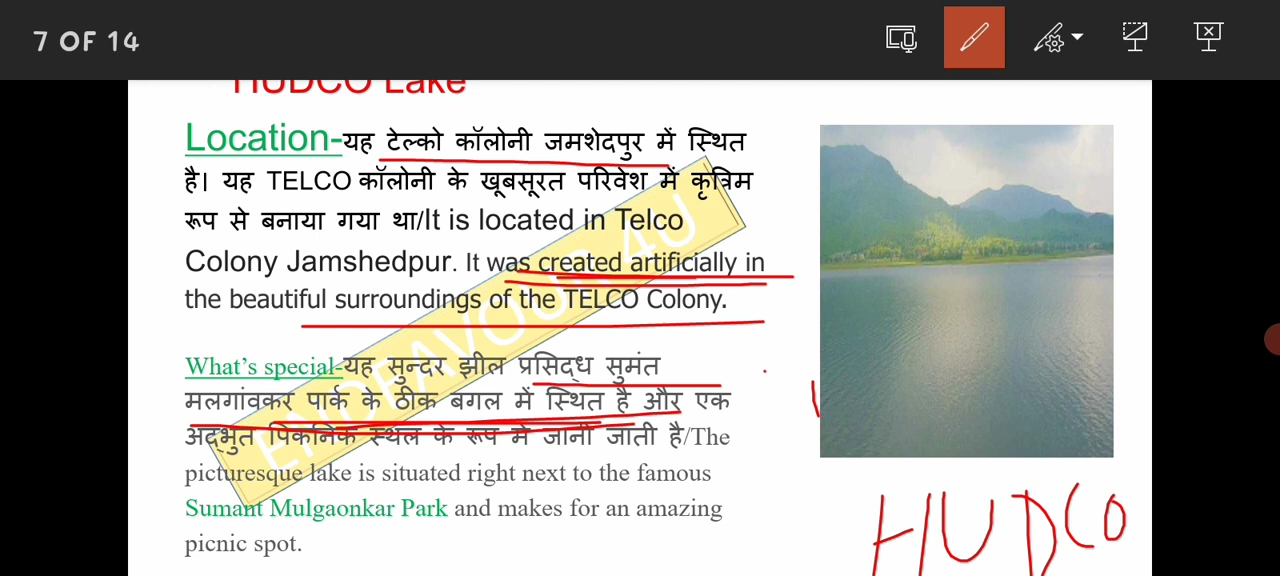 7 OF 14
HUDCO Lake
Location-यह टेल्को कॉलोनी जमशेदपुर में स्थित
है। यह TELCO कॉलोनी के खूबसूरत परिवेश में कृत्रिम
रूप से बनाया गया था/It is located in Telco
Colony Jamshedpur. It was created artificially in
the beautiful surroundings of the TELCO Colony.
What's special-यह सुन्दर झील प्रसिद्ध सुमंत
मलगांवकर पार्क के ठीक बगल में स्थित है और एक
अद्भुत पिकनिक स्थल के रूप में जानी जाती है/The
picturesque lake is situated right next to the famous
Sumant Mulgaonkar Park and makes for an amazing
picnic spot.
ENDEAVOUR 4U
HUDCO